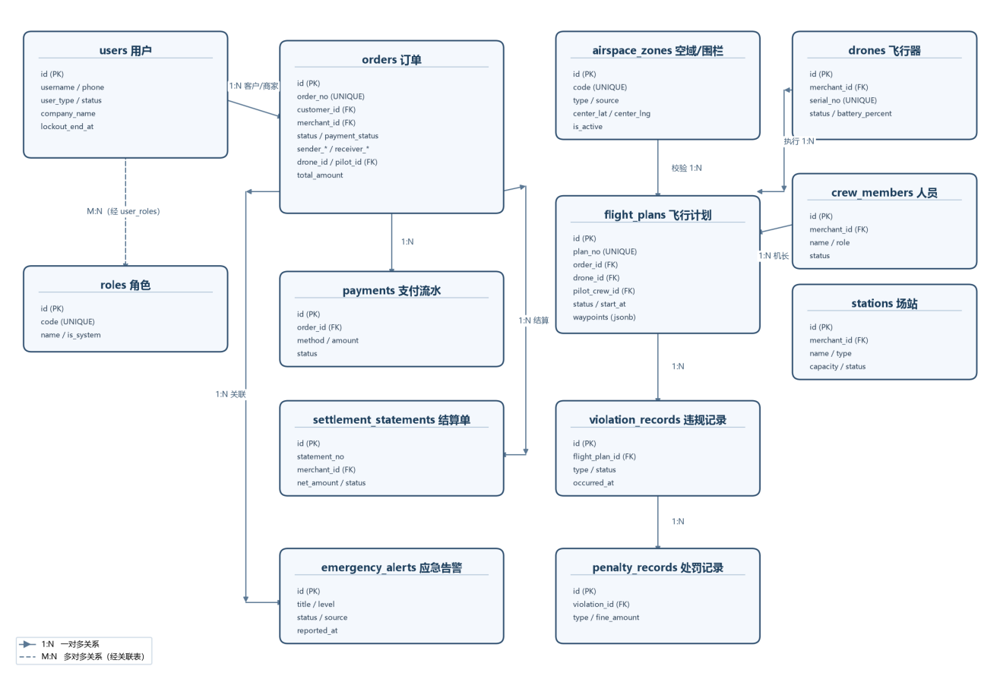 users 用户
id (PK)
username / phone
user_type / status
company_name
lockout_end_at
1:N 客户/商家
M:N（经 user_roles）
roles 角色
id (PK)
code (UNIQUE)
name / is_system
orders 订单
id (PK)
order_no (UNIQUE)
customer_id (FK)
merchant_id (FK)
status / payment_status
sender_* / receiver_*
drone_id / pilot_id (FK)
total_amount
1:N
1:N 关联
1:N 结算
payments 支付流水
id (PK)
order_id (FK)
method / amount
status
settlement_statements 结算单
id (PK)
statement_no
merchant_id (FK)
net_amount / status
emergency_alerts 应急告警
id (PK)
title / level
status / source
reported_at
airspace_zones 空域/围栏
id (PK)
code (UNIQUE)
type / source
center_lat / center_lng
is_active
校验 1:N
flight_plans 飞行计划
id (PK)
plan_no (UNIQUE)
order_id (FK)
drone_id (FK)
pilot_crew_id (FK)
status / start_at
waypoints (jsonb)
1:N
violation_records 违规记录
id (PK)
flight_plan_id (FK)
type / status
occurred_at
1:N
penalty_records 处罚记录
id (PK)
violation_id (FK)
type / fine_amount
drones 飞行器
id (PK)
merchant_id (FK)
serial_no (UNIQUE)
status / battery_percent
执行 1:N
crew_members 人员
id (PK)
merchant_id (FK)
name / role
status
1:N 机长
stations 场站
id (PK)
merchant_id (FK)
name / type
capacity / status
1:N 一对多关系
M:N 多对多关系（经关联表）